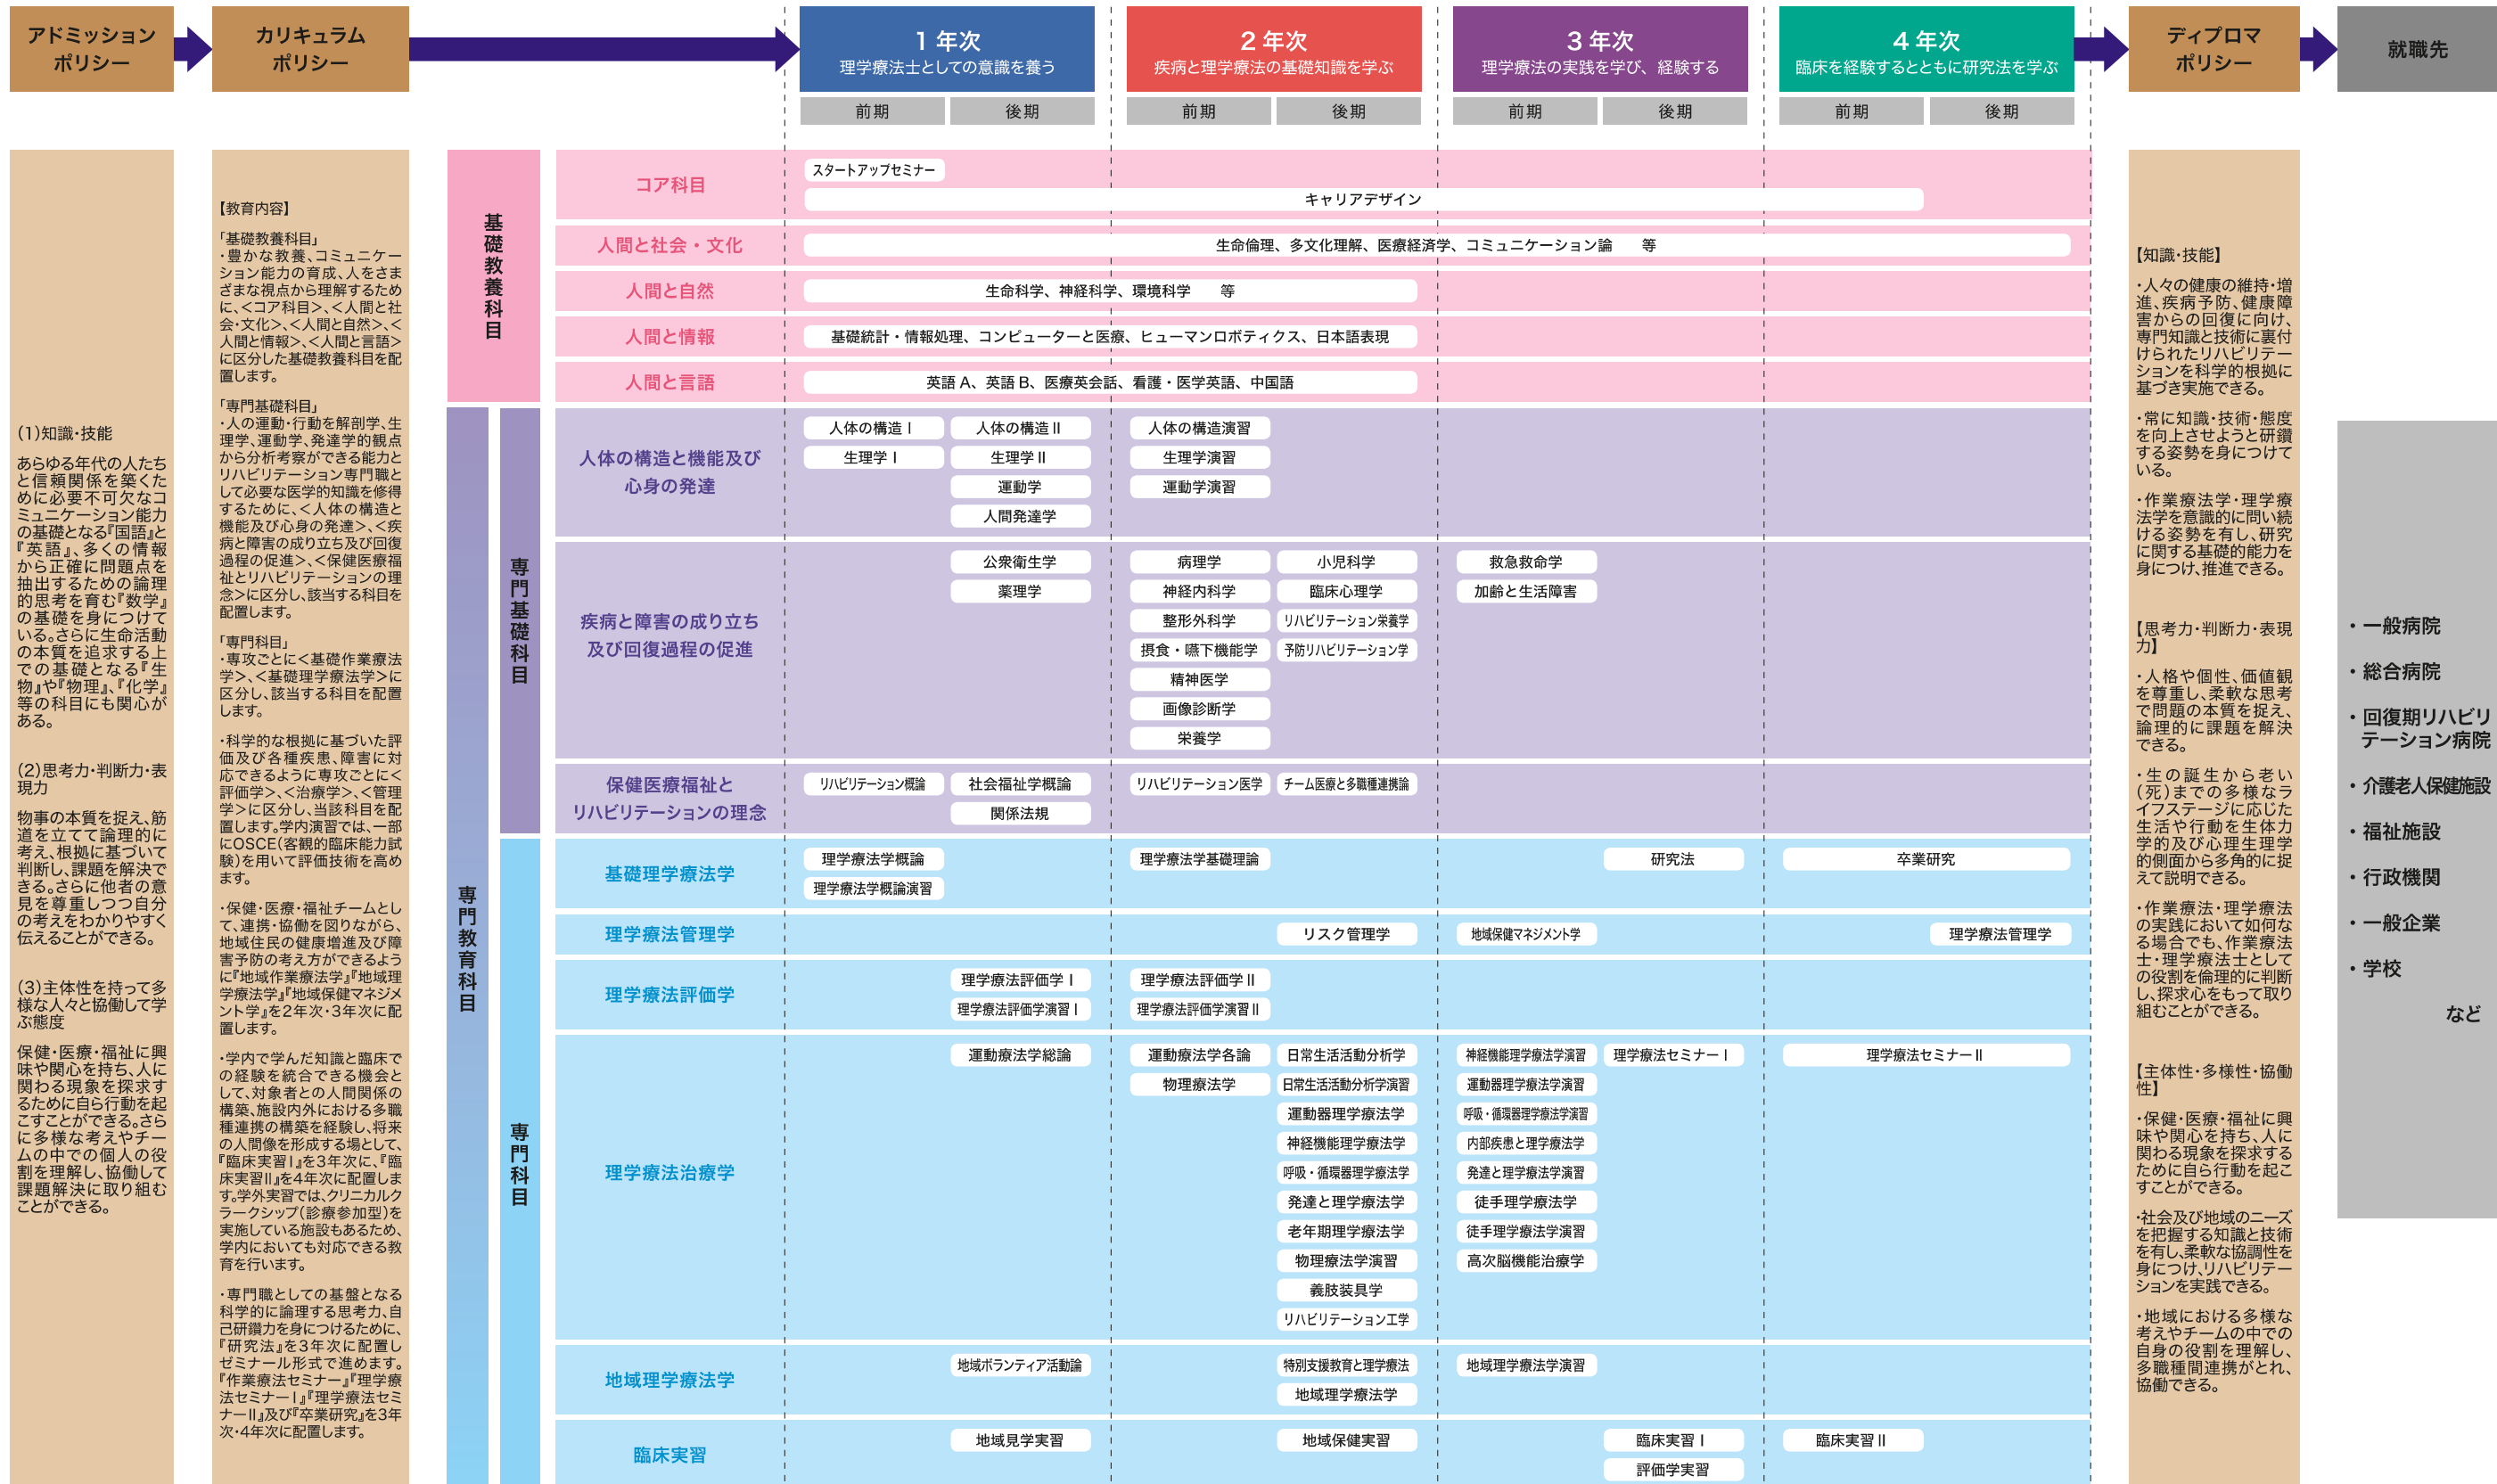 アドミッション
ポリシー
カリキュラム
ポリシー
1 年次
理学療法士としての意識を養う
2 年次
疾病と理学療法の基礎知識を学ぶ
3 年次
理学療法の実践を学び、経験する
4 年次
臨床を経験するとともに研究法を学ぶ
ディプロマ
ポリシー
就職先
前期
後期
前期
後期
前期
後期
前期
後期
(1)知識・技能
あらゆる年代の人たち
と信頼関係を築くた
めに必要不可欠なコ
ミュニケーション能力
の基礎となる『国語』と
『英語』、多くの情報
から正確に問題点を
抽出するための論理
的思考を育む『数学』
の基礎を身につけて
いる。さらに生命活動
の本質を追求する上
での基礎となる『生
物』や『物理』、『化学』
等の科目にも関心が
ある。
(2)思考力・判断力・表
現力
物事の本質を捉え、筋
道を立てて論理的に
考え、根拠に基づいて
判断し、課題を解決で
きる。さらに他者の意
見を尊重しつつ自分
の考えをわかりやすく
伝えることができる。
(3)主体性を持って多
様な人々と協働して学
ぶ態度
保健・医療・福祉に興
味や関心を持ち、人に
関わる現象を探求す
るために自ら行動を起
こすことができる。さら
に多様な考えやチー
ムの中での個人の役
割を理解し、協働して
課題解決に取り組む
ことができる。
【教育内容】
「基礎教養科目」
・豊かな教養、コミュニケー
ション能力の育成、人をさま
ざまな視点から理解するため
に、<コア科目>、<人間と社
会・文化>、<人間と自然>、<
人間と情報>、<人間と言語>
に区分した基礎教養科目を配
置します。
「専門基礎科目」
・人の運動・行動を解剖学、生
理学、運動学、発達学的観点
から分析考察ができる能力と
リハビリテーション専門職と
して必要な医学的知識を修得
するために、<人体の構造と
機能及び心身の発達>、<疾
病と障害の成り立ち及び回復
過程の促進>、<保健医療福
祉とリハビリテーションの理
念>に区分し、該当する科目を
配置します。
「専門科目」
・専攻ごとに<基礎作業療法
学>、<基礎理学療法学>に
区分し、該当する科目を配置
します。
・科学的な根拠に基づいた評
価及び各種疾患、障害に対
応できるように専攻ごとに<
評価学>、<治療学>、<管理
学>に区分し、当該科目を配
置します。学内演習では、一部
にOSCE(客観的臨床能力試
験)を用いて評価技術を高め
ます。
・保健・医療・福祉チームとし
て、連携・協働を図りながら、
地域住民の健康増進及び障
害予防の考え方ができるよう
に『地域作業療法学』『地域理
学療法学』『地域保健マネジメ
ント学』を2年次・3年次に配
置します。
・学内で学んだ知識と臨床で
の経験を統合できる機会と
して、対象者との人間関係の
構築、施設内外における多職
種連携の構築を経験し、将来
の人間像を形成する場として、
『臨床実習Ⅰ』を3年次に、『臨
床実習Ⅱ』を4年次に配置しま
す。学外実習では、クリニカルク
ラークシップ(診療参加型)を
実施している施設もあるため、
学内においても対応できる教
育を行います。
・専門職としての基盤となる
科学的に論理する思考力、自
己研鑽力を身につけるために、
『研究法』を3年次に配置し
ゼミナール形式で進めます。
『作業療法セミナー』『理学療
法セミナーⅠ』『理学療法セミ
ナーⅡ』及び『卒業研究』を3年
次・4年次に配置します。
基礎教養科目
コア科目
スタートアップセミナー
キャリアデザイン
人間と社会・文化
生命倫理、多文化理解、医療経済学、コミュニケーション論　等
人間と自然
生命科学、神経科学、環境科学　等
人間と情報
基礎統計・情報処理、コンピューターと医療、ヒューマンロボティクス、日本語表現
人間と言語
英語 A、英語 B、医療英会話、看護・医学英語、中国語
専門教育科目
専門基礎科目
人体の構造と機能及び
心身の発達
人体の構造Ⅰ
人体の構造Ⅱ
人体の構造演習
生理学Ⅰ
生理学Ⅱ
生理学演習
運動学
運動学演習
人間発達学
疾病と障害の成り立ち
及び回復過程の促進
公衆衛生学
病理学
小児科学
救急救命学
薬理学
神経内科学
臨床心理学
加齢と生活障害
整形外科学
リハビリテーション栄養学
摂食・嚥下機能学
予防リハビリテーション学
精神医学
画像診断学
栄養学
保健医療福祉と
リハビリテーションの理念
リハビリテーション概論
社会福祉学概論
リハビリテーション医学
チーム医療と多職種連携論
関係法規
専門科目
基礎理学療法学
理学療法学概論
理学療法学基礎理論
研究法
卒業研究
理学療法学概論演習
理学療法管理学
リスク管理学
地域保健マネジメント学
理学療法管理学
理学療法評価学
理学療法評価学Ⅰ
理学療法評価学Ⅱ
理学療法評価学演習Ⅰ
理学療法評価学演習Ⅱ
理学療法治療学
運動療法学総論
運動療法学各論
日常生活活動分析学
神経機能理学療法学演習
理学療法セミナーⅠ
理学療法セミナーⅡ
物理療法学
日常生活活動分析学演習
運動器理学療法学演習
運動器理学療法学
呼吸・循環器理学療法学演習
神経機能理学療法学
内部疾患と理学療法学
呼吸・循環器理学療法学
発達と理学療法学演習
発達と理学療法学
徒手理学療法学
老年期理学療法学
徒手理学療法学演習
物理療法学演習
高次脳機能治療学
義肢装具学
リハビリテーション工学
地域理学療法学
地域ボランティア活動論
特別支援教育と理学療法
地域理学療法学演習
地域理学療法学
臨床実習
地域見学実習
地域保健実習
臨床実習Ⅰ
臨床実習Ⅱ
評価学実習
【知識・技能】
・人々の健康の維持・増
進、疾病予防、健康障
害からの回復に向け、
専門知識と技術に裏付
けられたリハビリテー
ションを科学的根拠に
基づき実施できる。
・常に知識・技術・態度
を向上させようと研鑽
する姿勢を身につけて
いる。
・作業療法学・理学療
法学を意識的に問い続
ける姿勢を有し、研究
に関する基礎的能力を
身につけ、推進できる。
【思考力・判断力・表現
力】
・人格や個性、価値観
を尊重し、柔軟な思考
で問題の本質を捉え、
論理的に課題を解決
できる。
・生の誕生から老い
(死)までの多様なラ
イフステージに応じた
生活や行動を生体力
学的及び心理生理学
的側面から多角的に捉
えて説明できる。
・作業療法・理学療法
の実践において如何な
る場合でも、作業療法
士・理学療法士として
の役割を倫理的に判断
し、探求心をもって取り
組むことができる。
【主体性・多様性・協働
性】
・保健・医療・福祉に興
味や関心を持ち、人に
関わる現象を探求する
ために自ら行動を起こ
すことができる。
・社会及び地域のニーズ
を把握する知識と技術
を有し、柔軟な協調性を
身につけ、リハビリテー
ションを実践できる。
・地域における多様な
考えやチームの中での
自身の役割を理解し、
多職種間連携がとれ、
協働できる。
・一般病院
・総合病院
・回復期リハビリ
テーション病院
・介護老人保健施設
・福祉施設
・行政機関
・一般企業
・学校
など